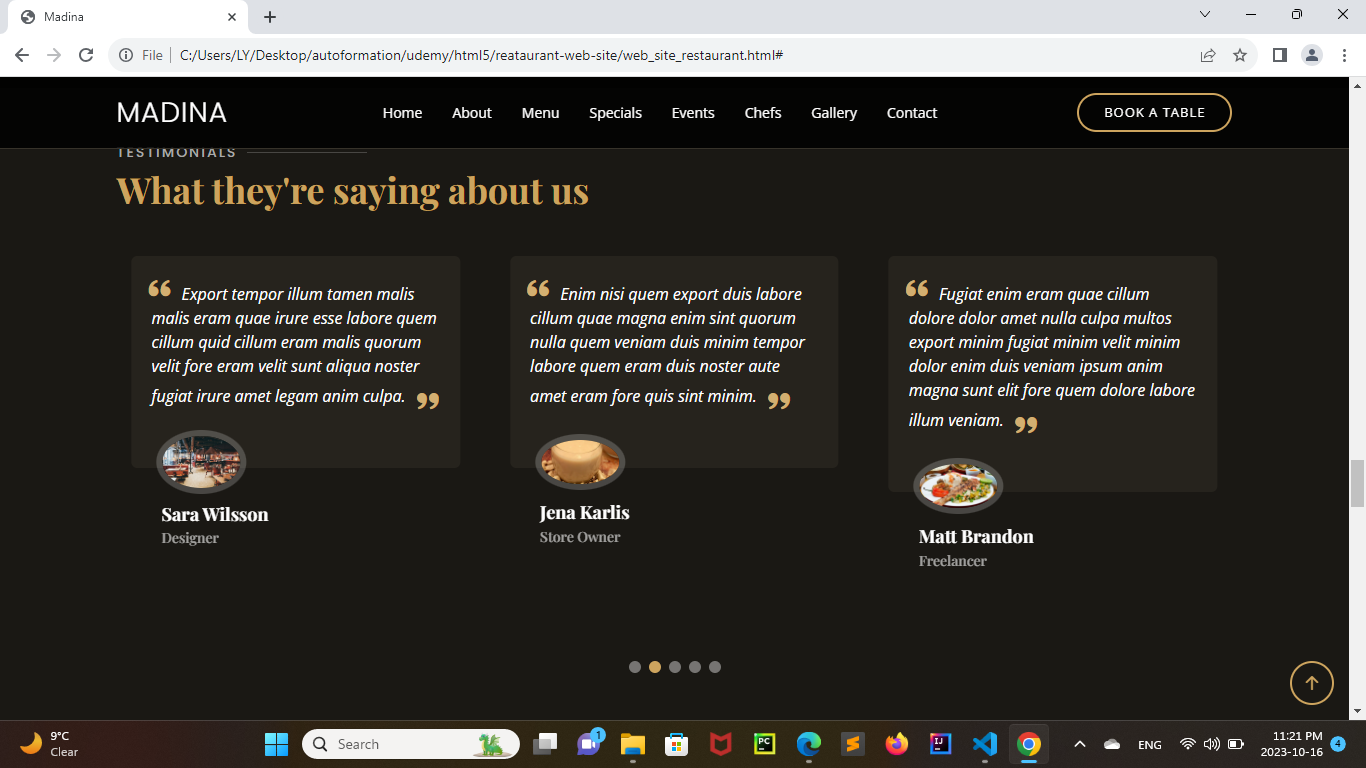 Madina
File
C:/Users/LY/Desktop/autoformation/udemy/html5/reataurant-web-site/web_site_restaurant.html#
MADINA
Home About Menu Specials Events Chefs Gallery Contact
BOOK A TABLE
TESTIMONIALS
What they're saying about us
“ Export tempor illum tamen malis
malis eram quae irure esse labore quem
cillum quid cillum eram malis quorum
velit fore eram velit sunt aliqua noster
fugiat irure amet legam anim culpa. ”
Sara Wilsson
Designer
“ Enim nisi quem export duis labore
cillum quae magna enim sint quorum
nulla quem veniam duis minim tempor
labore quem eram duis noster aute
amet eram fore quis sint minim. ”
Jena Karlis
Store Owner
“ Fugiat enim eram quae cillum
dolore dolor amet nulla culpa multos
export minim fugiat minim velit minim
dolor enim duis veniam ipsum anim
magna sunt elit fore quem dolore labore
illum veniam. ”
Matt Brandon
Freelancer
9°C
Clear
Search
1
PC
IJ
ENG
11:21 PM
2023-10-16
4